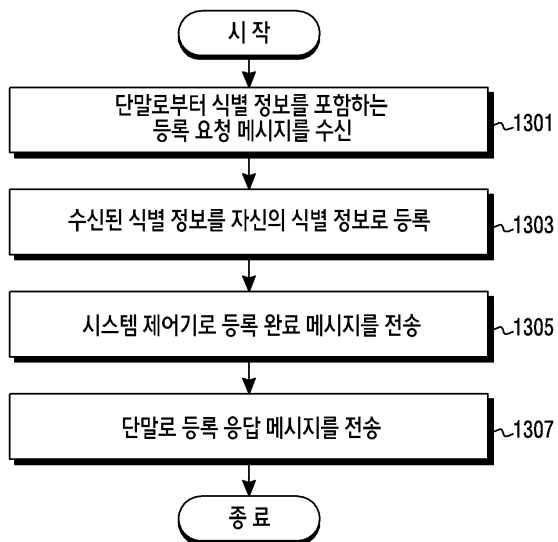 시작
단말로부터 식별 정보를 포함하는
등록 요청 메시지를 수신
1301
수신된 식별 정보를 자신의 식별 정보로 등록
1303
시스템 제어기로 등록 완료 메시지를 전송
1305
단말로 등록 응답 메시지를 전송
1307
종료